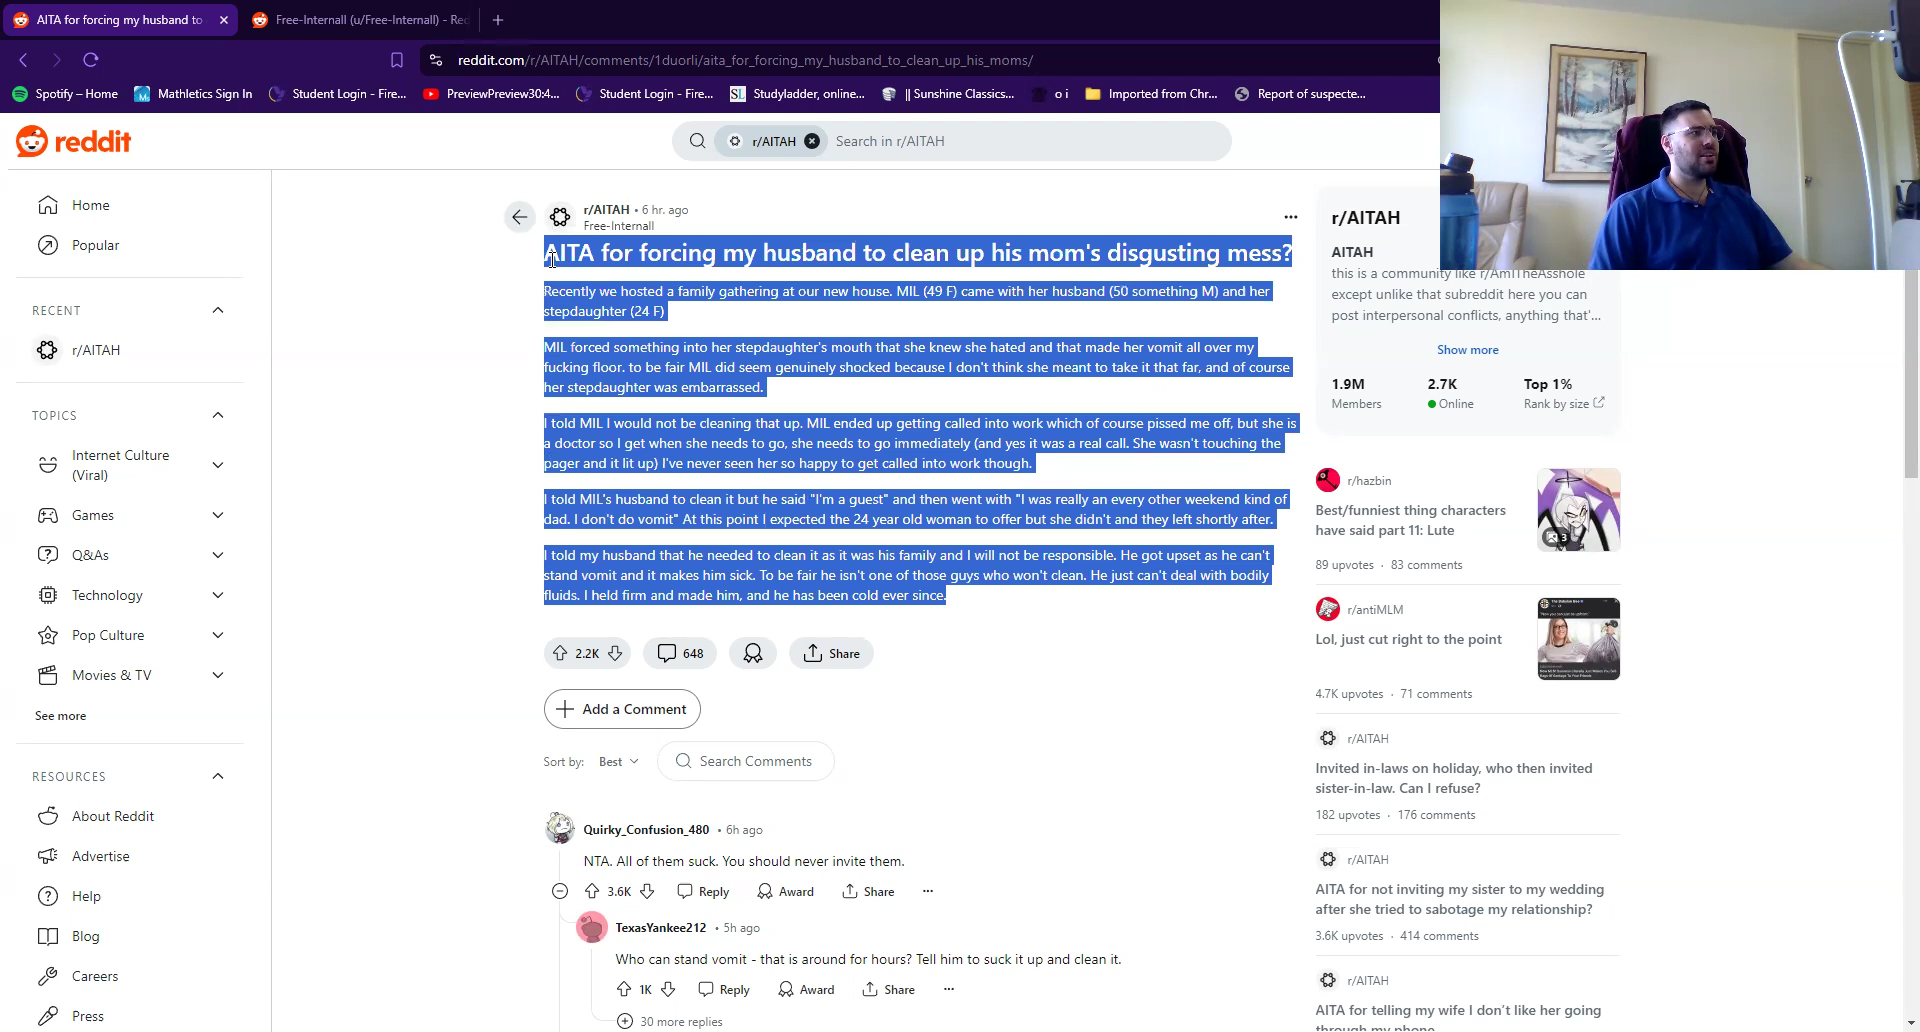 AITA for forcing my husband to
Free-Internall (u/Free-Internall) - Red
reddit.com/r/AITAH/comments/1duorli/aita_for_forcing_my_husband_to_clean_up_his_moms/
Spotify – Home
Mathletics Sign In
Student Login - Fire...
PreviewPreview30:4...
Student Login - Fire...
SL
Studyladder, online...
|| Sunshine Classics...
o i
Imported from Chr...
Report of suspecte...
reddit
r/AITAH
Search in r/AITAH
Home
Popular
RECENT
r/AITAH
TOPICS
Internet Culture
(Viral)
Games
Q&As
Technology
Pop Culture
Movies & TV
See more
RESOURCES
About Reddit
Advertise
Help
Blog
Careers
Press
r/AITAH • 6 hr. ago
Free-Internall
AITA for forcing my husband to clean up his mom's disgusting mess?
Recently we hosted a family gathering at our new house. MIL (49 F) came with her husband (50 something M) and her
stepdaughter (24 F)
MIL forced something into her stepdaughter's mouth that she knew she hated and that made her vomit all over my
fucking floor. to be fair MIL did seem genuinely shocked because I don't think she meant to take it that far, and of course
her stepdaughter was embarrassed.
I told MIL I would not be cleaning that up. MIL ended up getting called into work which of course pissed me off, but she is
a doctor so I get when she needs to go, she needs to go immediately (and yes it was a real call. She wasn't touching the
pager and it lit up) I've never seen her so happy to get called into work though.
I told MIL's husband to clean it but he said "I'm a guest" and then went with "I was really an every other weekend kind of
dad. I don't do vomit" At this point I expected the 24 year old woman to offer but she didn't and they left shortly after.
I told my husband that he needed to clean it as it was his family and I will not be responsible. He got upset as he can't
stand vomit and it makes him sick. To be fair he isn't one of those guys who won't clean. He just can't deal with bodily
fluids. I held firm and made him, and he has been cold ever since.
2.2K
648
Share
Add a Comment
Sort by: Best
Search Comments
Quirky_Confusion_480 • 6h ago
NTA. All of them suck. You should never invite them.
3.6K
Reply
Award
Share
TexasYankee212 • 5h ago
Who can stand vomit - that is around for hours? Tell him to suck it up and clean it.
1K
Reply
Award
Share
30 more replies
r/AITAH
AITAH
this is a community like r/AmITheAsshole
except unlike that subreddit here you can
post interpersonal conflicts, anything that'...
Show more
1.9M
Members
2.7K
Online
Top 1%
Rank by size
r/hazbin
Best/funniest thing characters
have said part 11: Lute
3
89 upvotes · 83 comments
r/antiMLM
Lol, just cut right to the point
4.7K upvotes · 71 comments
r/AITAH
Invited in-laws on holiday, who then invited
sister-in-law. Can I refuse?
182 upvotes · 176 comments
r/AITAH
AITA for not inviting my sister to my wedding
after she tried to sabotage my relationship?
3.6K upvotes · 414 comments
r/AITAH
AITA for telling my wife I don't like her going
through my phone